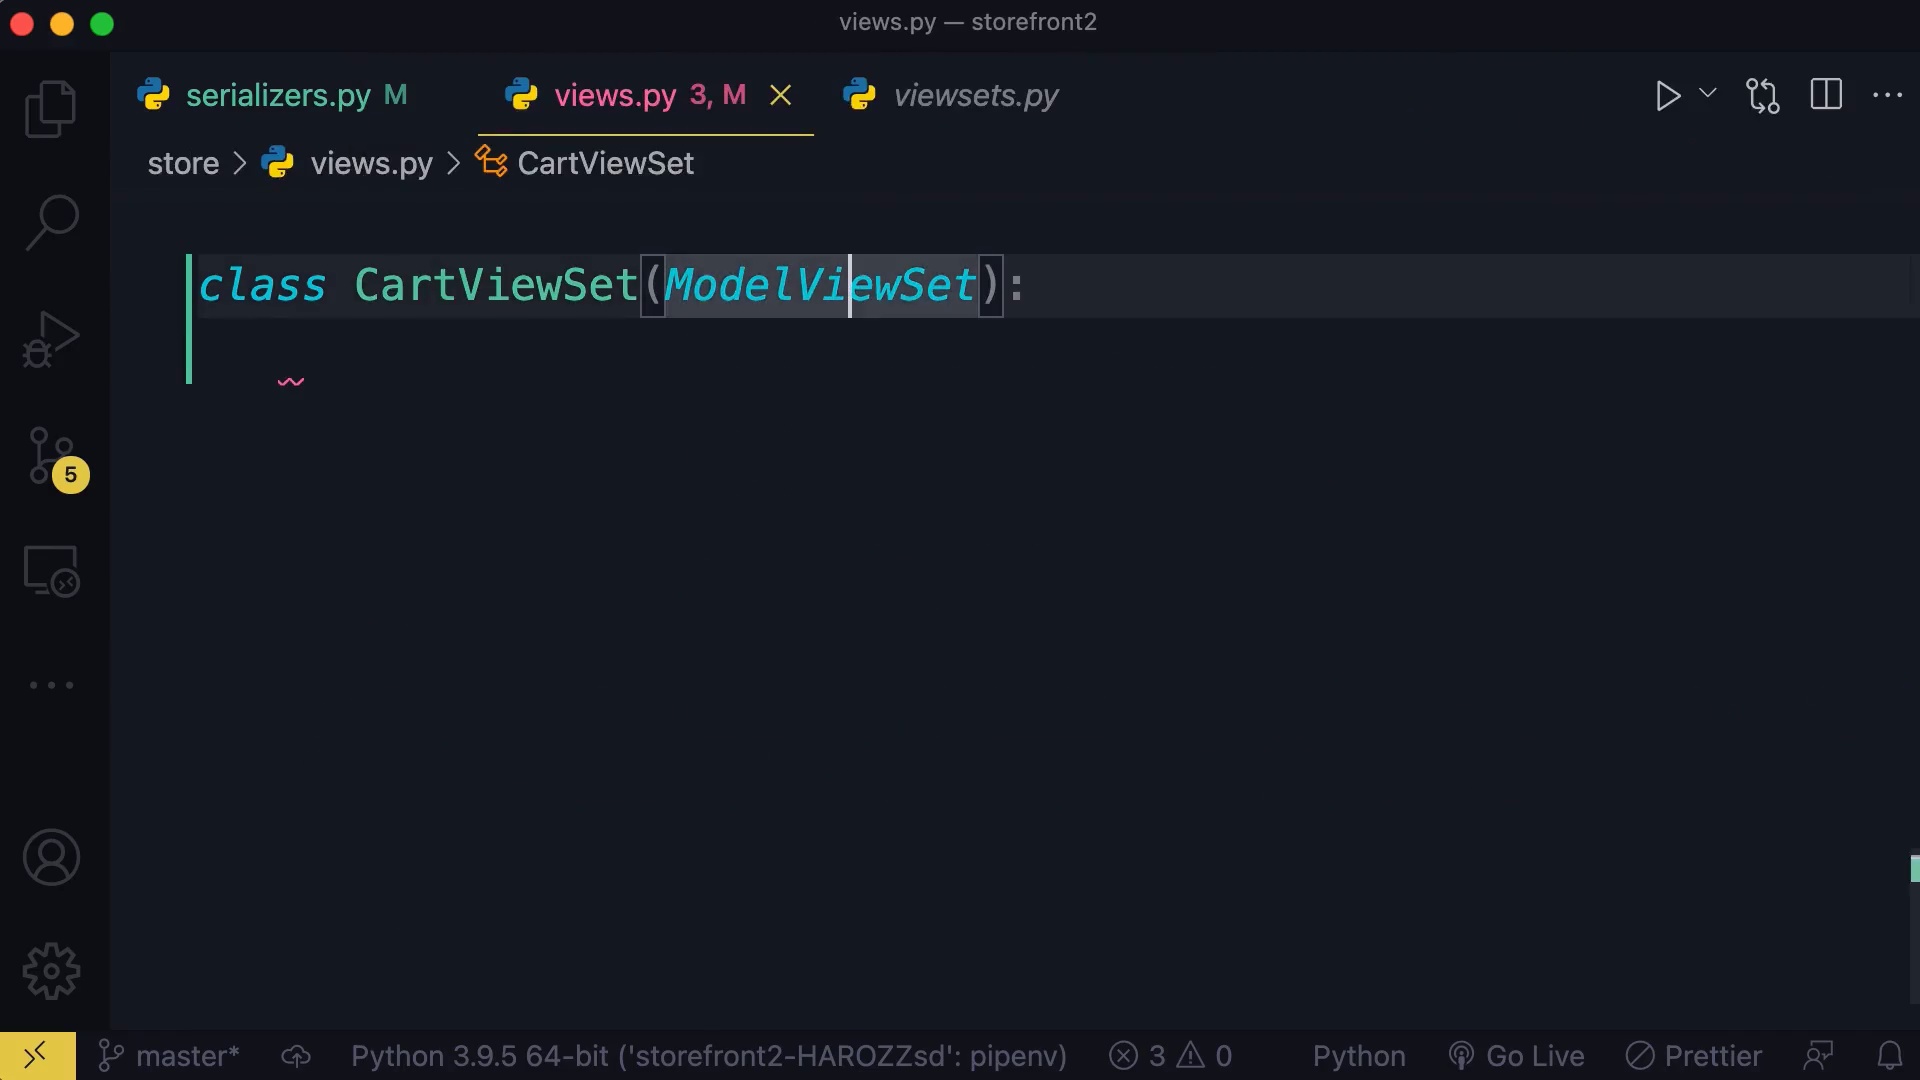 views.py — storefront2
serializers.py M
views.py 3, M
viewsets.py
store > views.py > CartViewSet
class CartViewSet(ModelViewSet):
5
master*
Python 3.9.5 64-bit ('storefront2-HAROZZsd': pipenv)
3
0
Python
Go Live
Prettier